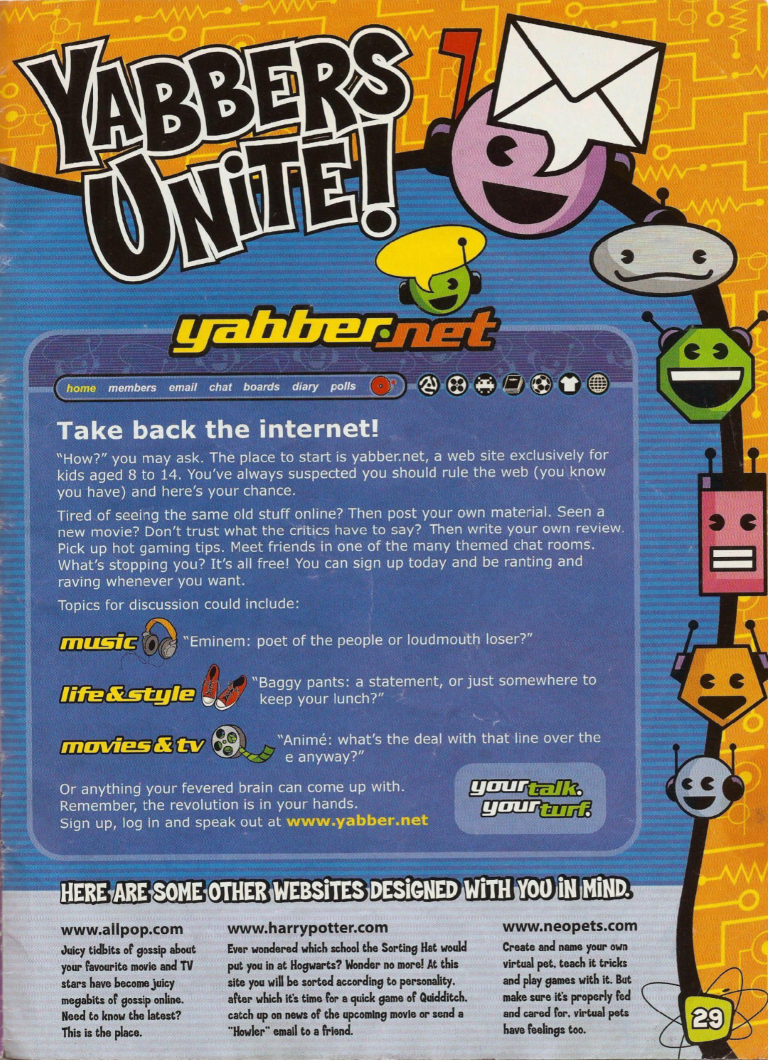 YABBERS
UNITE!
yabber.net
home members email chat boards diary polls
Take back the internet!
"How?" you may ask. The place to start is yabber.net, a web site exclusively for
kids aged 8 to 14. You've always suspected you should rule the web (you know
you have) and here's your chance.
Tired of seeing the same old stuff online? Then post your own material. Seen a
new movie? Don't trust what the critics have to say? Then write your own review.
Pick up hot gaming tips. Meet friends in one of the many themed chat rooms.
What's stopping you? It's all free! You can sign up today and be ranting and
raving whenever you want.
Topics for discussion could include:
music "Eminem: poet of the people or loudmouth loser?"
life & style "Baggy pants: a statement, or just somewhere to
keep your lunch?"
movies & tv "Animé: what's the deal with that line over the
e anyway?"
Or anything your fevered brain can come up with.
Remember, the revolution is in your hands.
Sign up, log in and speak out at www.yabber.net
your talk.
your turf.
HERE ARE SOME OTHER WEBSITES DESIGNED WITH YOU IN MIND.
www.allpop.com
Juicy tidbits of gossip about
your favourite movie and TV
stars have become juicy
megabits of gossip online.
Need to know the latest?
This is the place.
www.harrypotter.com
Ever wondered which school the Sorting Hat would
put you in at Hogwarts? Wonder no more! At this
site you will be sorted according to personality,
after which it's time for a quick game of Quidditch,
catch up on news of the upcoming movie or send a
"Howler" email to a friend.
www.neopets.com
Create and name your own
virtual pet, teach it tricks
and play games with it. But
make sure it's properly fed
and cared for, virtual pets
have feelings too.
29